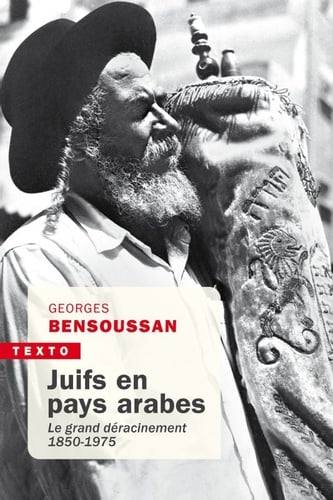 GEORGES
BENSOUSSAN
TEXTO
Juifs en
pays arabes
Le grand déracinement
1850-1975